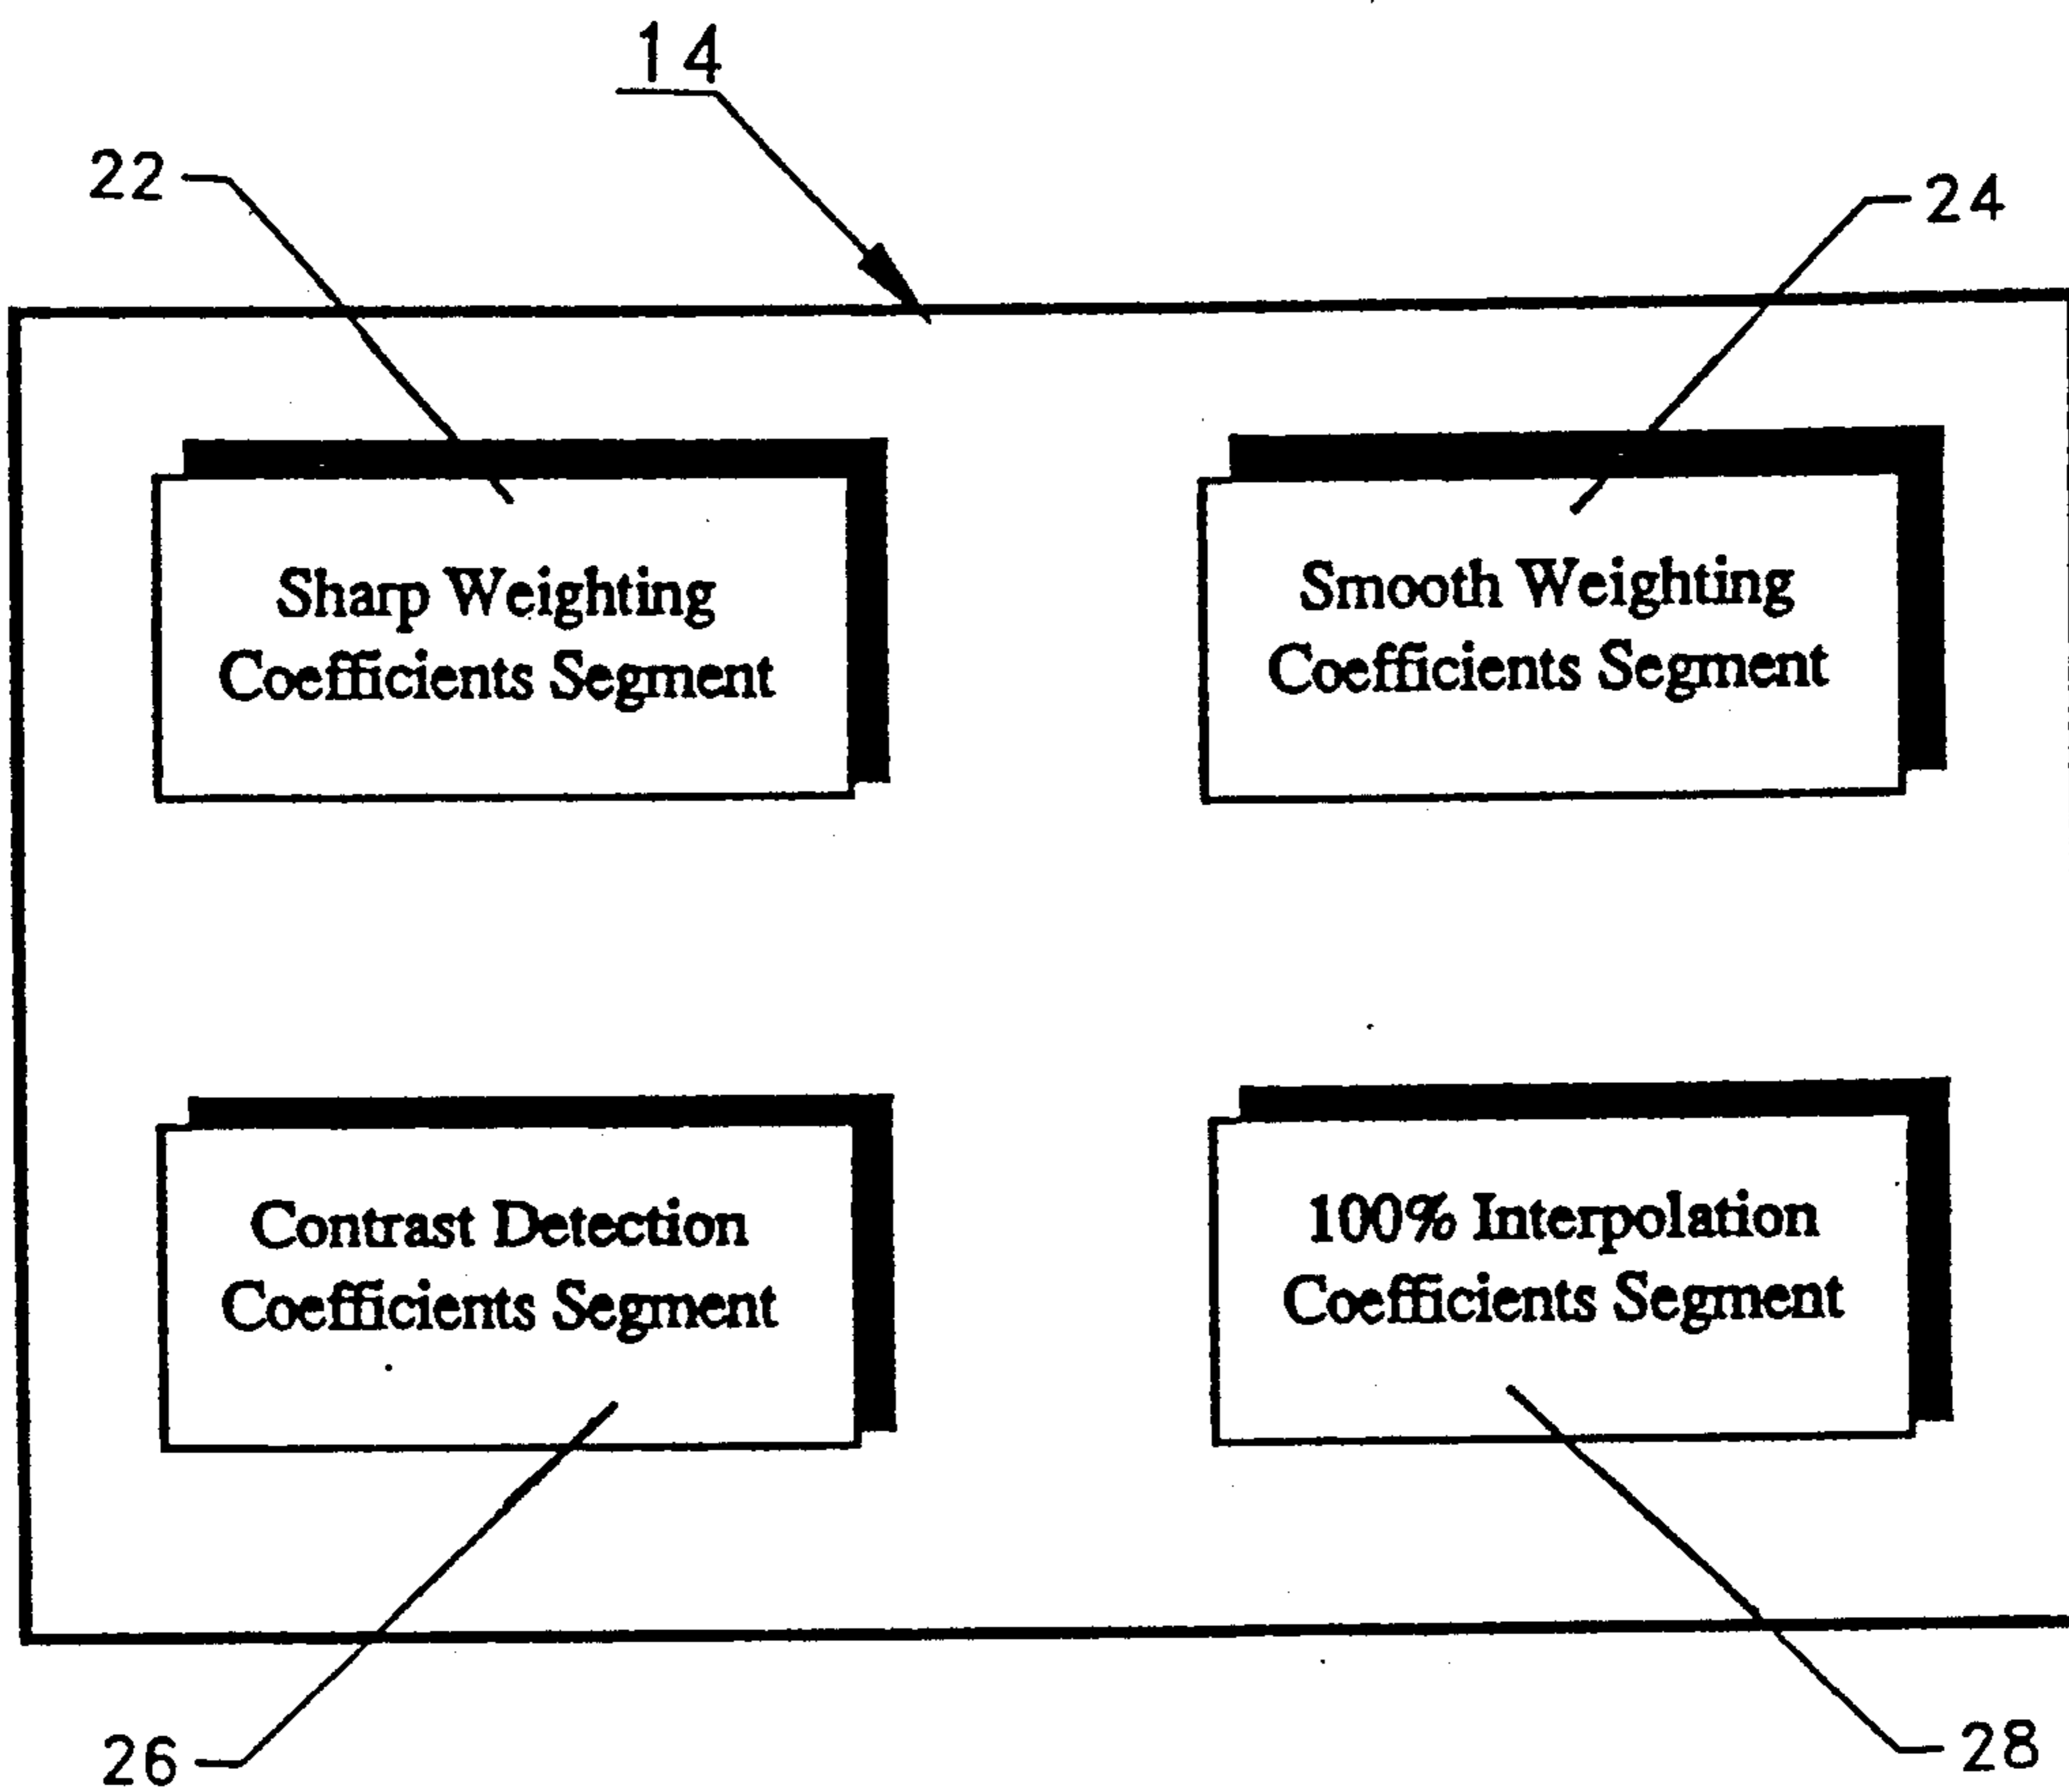 14
22
24
Sharp Weighting
Coefficients Segment
Smooth Weighting
Coefficients Segment
Contrast Detection
Coefficients Segment
100% Interpolation
Coefficients Segment
26
28